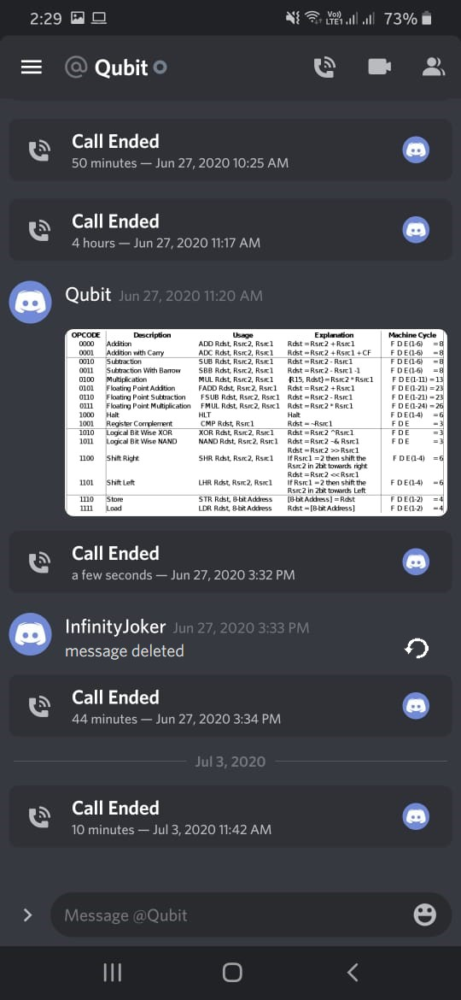 2:29
Vo))
LTE1
73%
@ Qubit
Call Ended
50 minutes — Jun 27, 2020 10:25 AM
Call Ended
4 hours — Jun 27, 2020 11:17 AM
Qubit Jun 27, 2020 11:20 AM
OPCODE Description Usage Explanation Machine Cycle
0000 Addition ADD Rdst, Rsrc2, Rsrc1 Rdst =Rsrc2 +Rsrc1 F D E(1-6) =8
0001 Addition with Carry ADC Rdst, Rsrc2, Rsrc1 Rdst =Rsrc2 +Rsrc1 +CF F D E(1-6) =8
0010 Subtraction SUB Rdst, Rsrc2, Rsrc1 Rdst =Rsrc2 - Rsrc1 F D E(1-6) =8
0011 Subtraction With Barrow SBB Rdst, Rsrc2, Rsrc1 Rdst =Rsrc2 - Rsrc1 -1 F D E(1-6) =8
0100 Multiplication MUL Rdst, Rsrc2, Rsrc1 {R15, Rdst}=Rsrc2 * Rsrc1 F D E(1-11) =13
0101 Floating Point Addition FADD Rdst, Rsrc2, Rsrc1 Rdst =Rsrc2 +Rsrc1 F D E(1-21) =23
0110 Floating Point Subtraction FSUB Rdst, Rsrc2, Rsrc1 Rdst =Rsrc2 - Rsrc1 F D E(1-21) =23
0111 Floating Point Multiplication FMUL Rdst, Rsrc2, Rsrc1 Rdst =Rsrc2 * Rsrc1 F D E(1-24) =26
1000 Halt HLT Halt F D E(1-4) =6
1001 Register Complement CMP Rdst, Rsrc1 Rdst = ~Rsrc1 F D E =3
1010 Logical Bit Wise XOR XOR Rdst, Rsrc2, Rsrc1 Rdst =Rsrc2 ^Rsrc1 F D E =3
1011 Logical Bit Wise NAND NAND Rdst, Rsrc2, Rsrc1 Rdst =Rsrc2 ~& Rsrc1 F D E =3
Rdst =Rsrc2 >> Rsrc1
1100 Shift Right SHR Rdst, Rsrc2, Rsrc1 If Rsrc1 =2 then shift the F D E(1-4) =6
Rsrc2 in 2bit towards right
Rdst =Rsrc2 << Rsrc1
1101 Shift Left LHR Rsrc2, Rsrc1 If Rsrc1 =2 then shift the F D E(1-4) =6
Rsrc2 in 2bit towards Left
1110 Store STR Rdst, 8-bit Address [8-bit Address] =Rdst F D E(1-2) =4
1111 Load LDR Rdst, 8-bit Address Rdst =[8-bit Address] F D E(1-2) =4
Call Ended
a few seconds — Jun 27, 2020 3:32 PM
InfinityJoker Jun 27, 2020 3:33 PM
message deleted
Call Ended
44 minutes — Jun 27, 2020 3:34 PM
Jul 3, 2020
Call Ended
10 minutes — Jul 3, 2020 11:42 AM
Message @Qubit